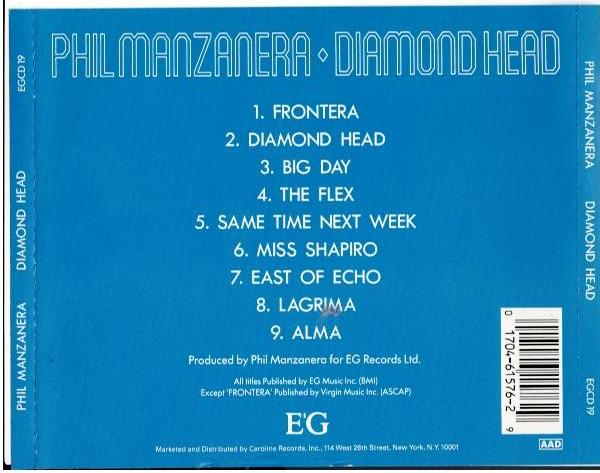 PHIL MANZANERA ◊ DIAMOND HEAD
1. FRONTERA
2. DIAMOND HEAD
3. BIG DAY
4. THE FLEX
5. SAME TIME NEXT WEEK
6. MISS SHAPIRO
7. EAST OF ECHO
8. LAGRIMA
9. ALMA
Produced by Phil Manzanera for EG Records Ltd.
All titles Published by EG Music Inc. (BMI)
Except 'FRONTERA' Published by Virgin Music Inc. (ASCAP)
E'G
Marketed and Distributed by Caroline Records, Inc., 114 West 26th Street, New York, N.Y. 10001
PHIL MANZANERA DIAMOND HEAD EGCD 19
PHIL MANZANERA DIAMOND HEAD EGCD 19
0 1704-61576-2 9
AAD